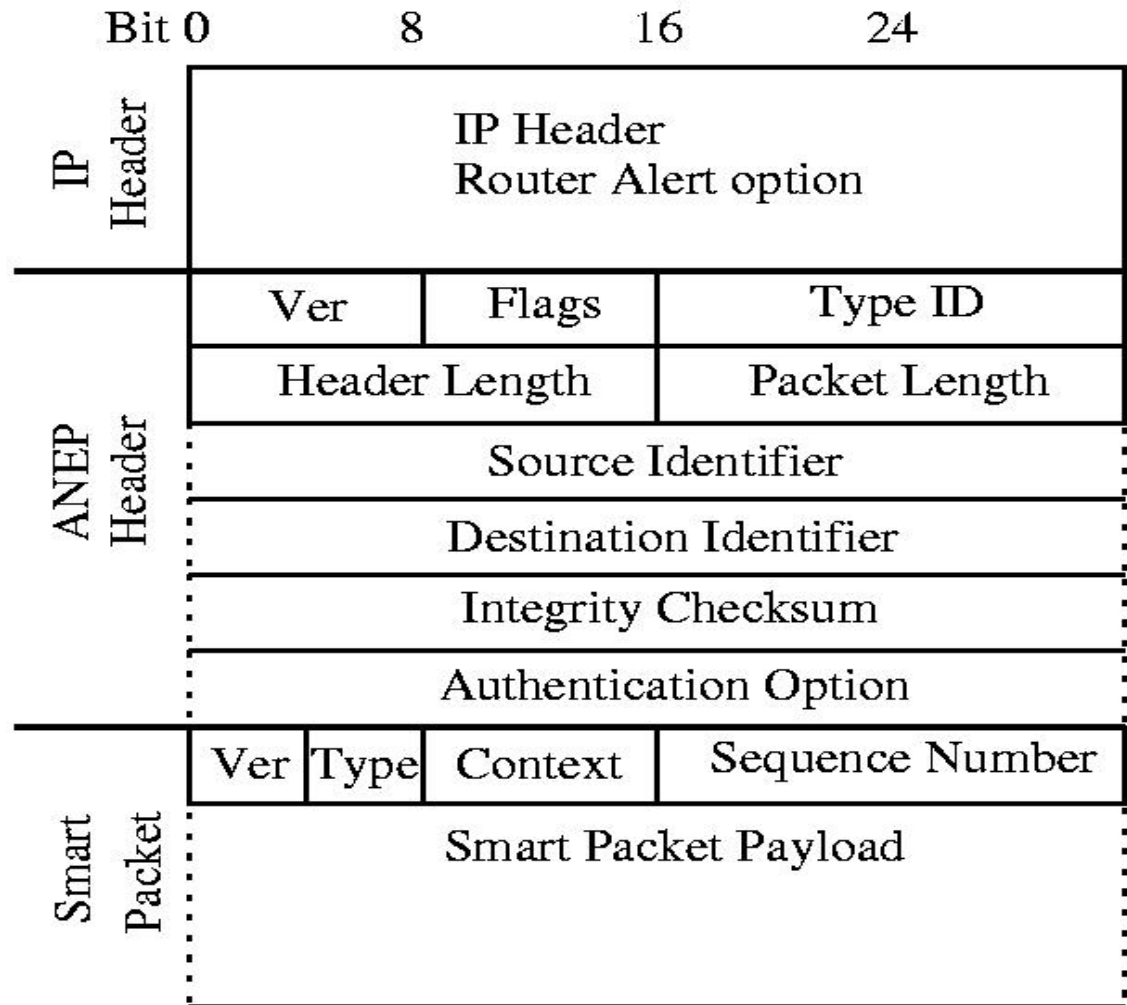 Bit 0 8 16 24
IP
Header
IP Header
Router Alert option
ANEP
Header
Ver Flags Type ID
Header Length Packet Length
Source Identifier
Destination Identifier
Integrity Checksum
Authentication Option
Smart
Packet
Ver Type Context Sequence Number
Smart Packet Payload